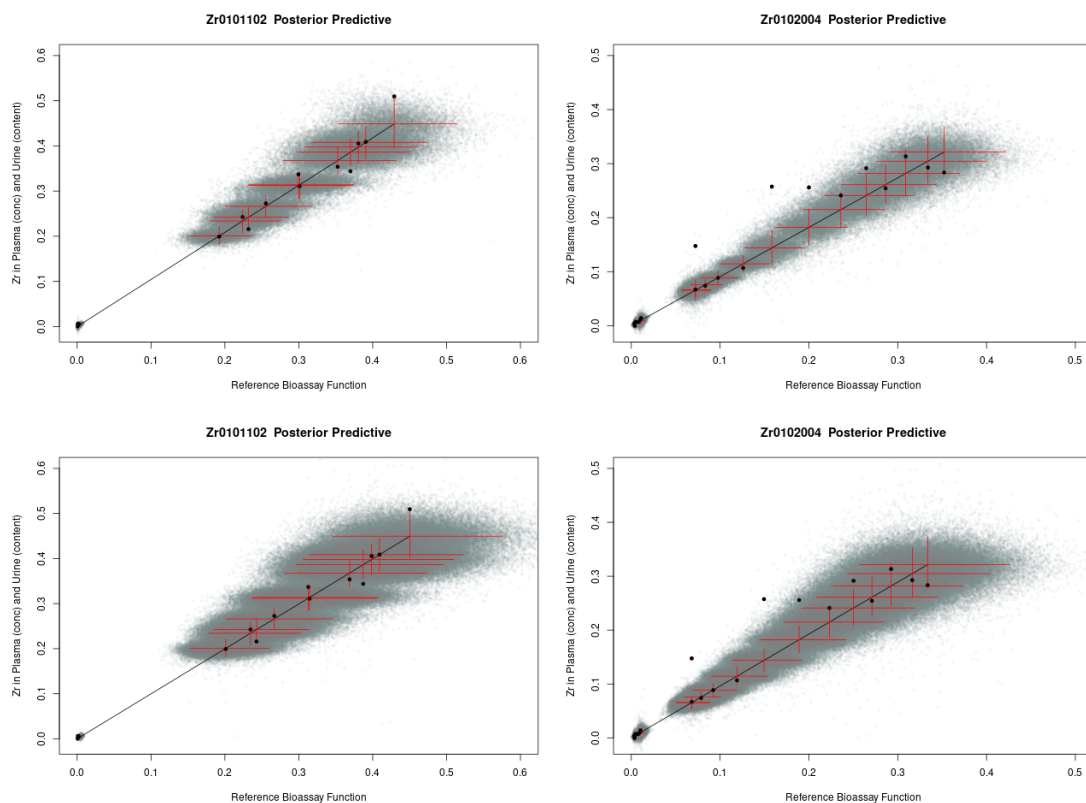 Zr0101102 Posterior Predictive
Zr in Plasma (conc) and Urine (content)
0.6
0.5
0.4
0.3
0.2
0.1
0.0
0.0 0.1 0.2 0.3 0.4 0.5 0.6
Reference Bioassay Function
Zr0102004 Posterior Predictive
Zr in Plasma (conc) and Urine (content)
0.5
0.4
0.3
0.2
0.1
0.0
0.0 0.1 0.2 0.3 0.4 0.5
Reference Bioassay Function
Zr0101102 Posterior Predictive
Zr in Plasma (conc) and Urine (content)
0.6
0.5
0.4
0.3
0.2
0.1
0.0
0.0 0.1 0.2 0.3 0.4 0.5 0.6
Reference Bioassay Function
Zr0102004 Posterior Predictive
Zr in Plasma (conc) and Urine (content)
0.5
0.4
0.3
0.2
0.1
0.0
0.0 0.1 0.2 0.3 0.4 0.5
Reference Bioassay Function